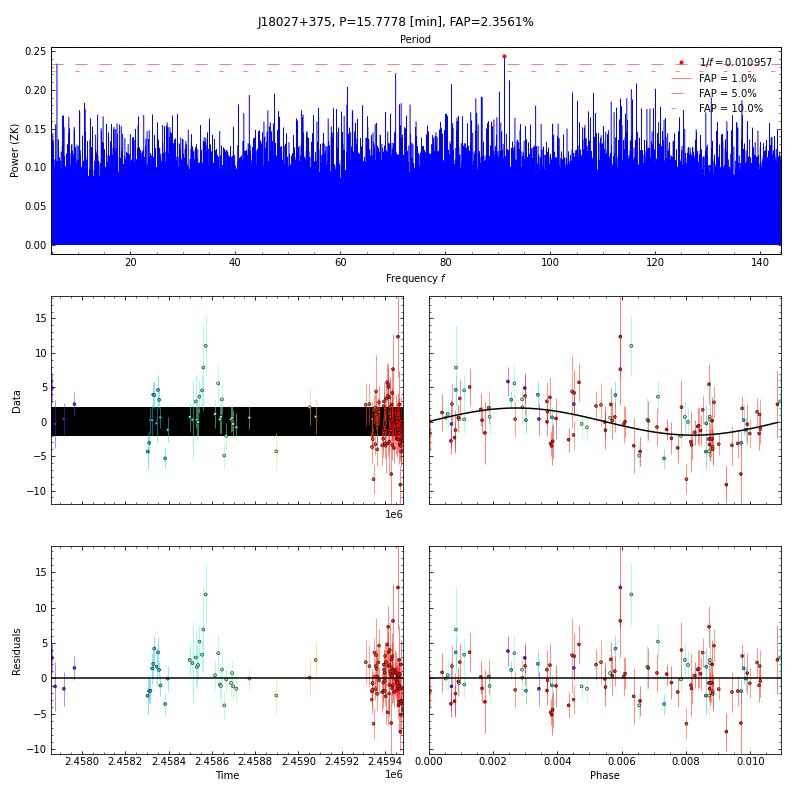 J18027+375, P=15.7778 [min], FAP=2.3561%
Period
Power (ZK)
0.25
0.20
0.15
0.10
0.05
0.00
1/f = 0.010957
FAP = 1.0%
FAP = 5.0%
FAP = 10.0%
20 40 60 80 100 120 140
Frequency f
Data
15
10
5
0
−5
−10
1e6
Residuals
15
10
5
0
−5
−10
2.4580 2.4582 2.4584 2.4586 2.4588 2.4590 2.4592 2.4594
Time
1e6
0.000 0.002 0.004 0.006 0.008 0.010
Phase